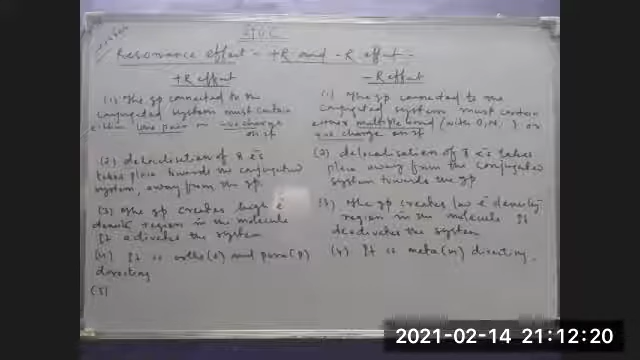 G.O.C
Resonance effect :- +R and -R effect :-
+R effect
(1) The gp connected to the
conjugated system must contain
either lone pair or -ve charge
on it
(2) delocalisation of π e̅s
takes place towards the conjugated
system, away from the gp.
(3) The gp creates high e̅
density region in the molecule
It activates the system
(4) It is ortho(o) and para(p)
directing
(5)
-R effect
(1) The gp connected to the
conjugated system must contain
either multiple bond (with O, N, ) or
+ve charge on it
(2) delocalisation of π e̅s takes
place away from the conjugated
system towards the gp
(3) The gp creates low e̅ density
region in the molecule It
deactivates the system
(4) It is meta(m) directing.
2021-02-14 21:12:20